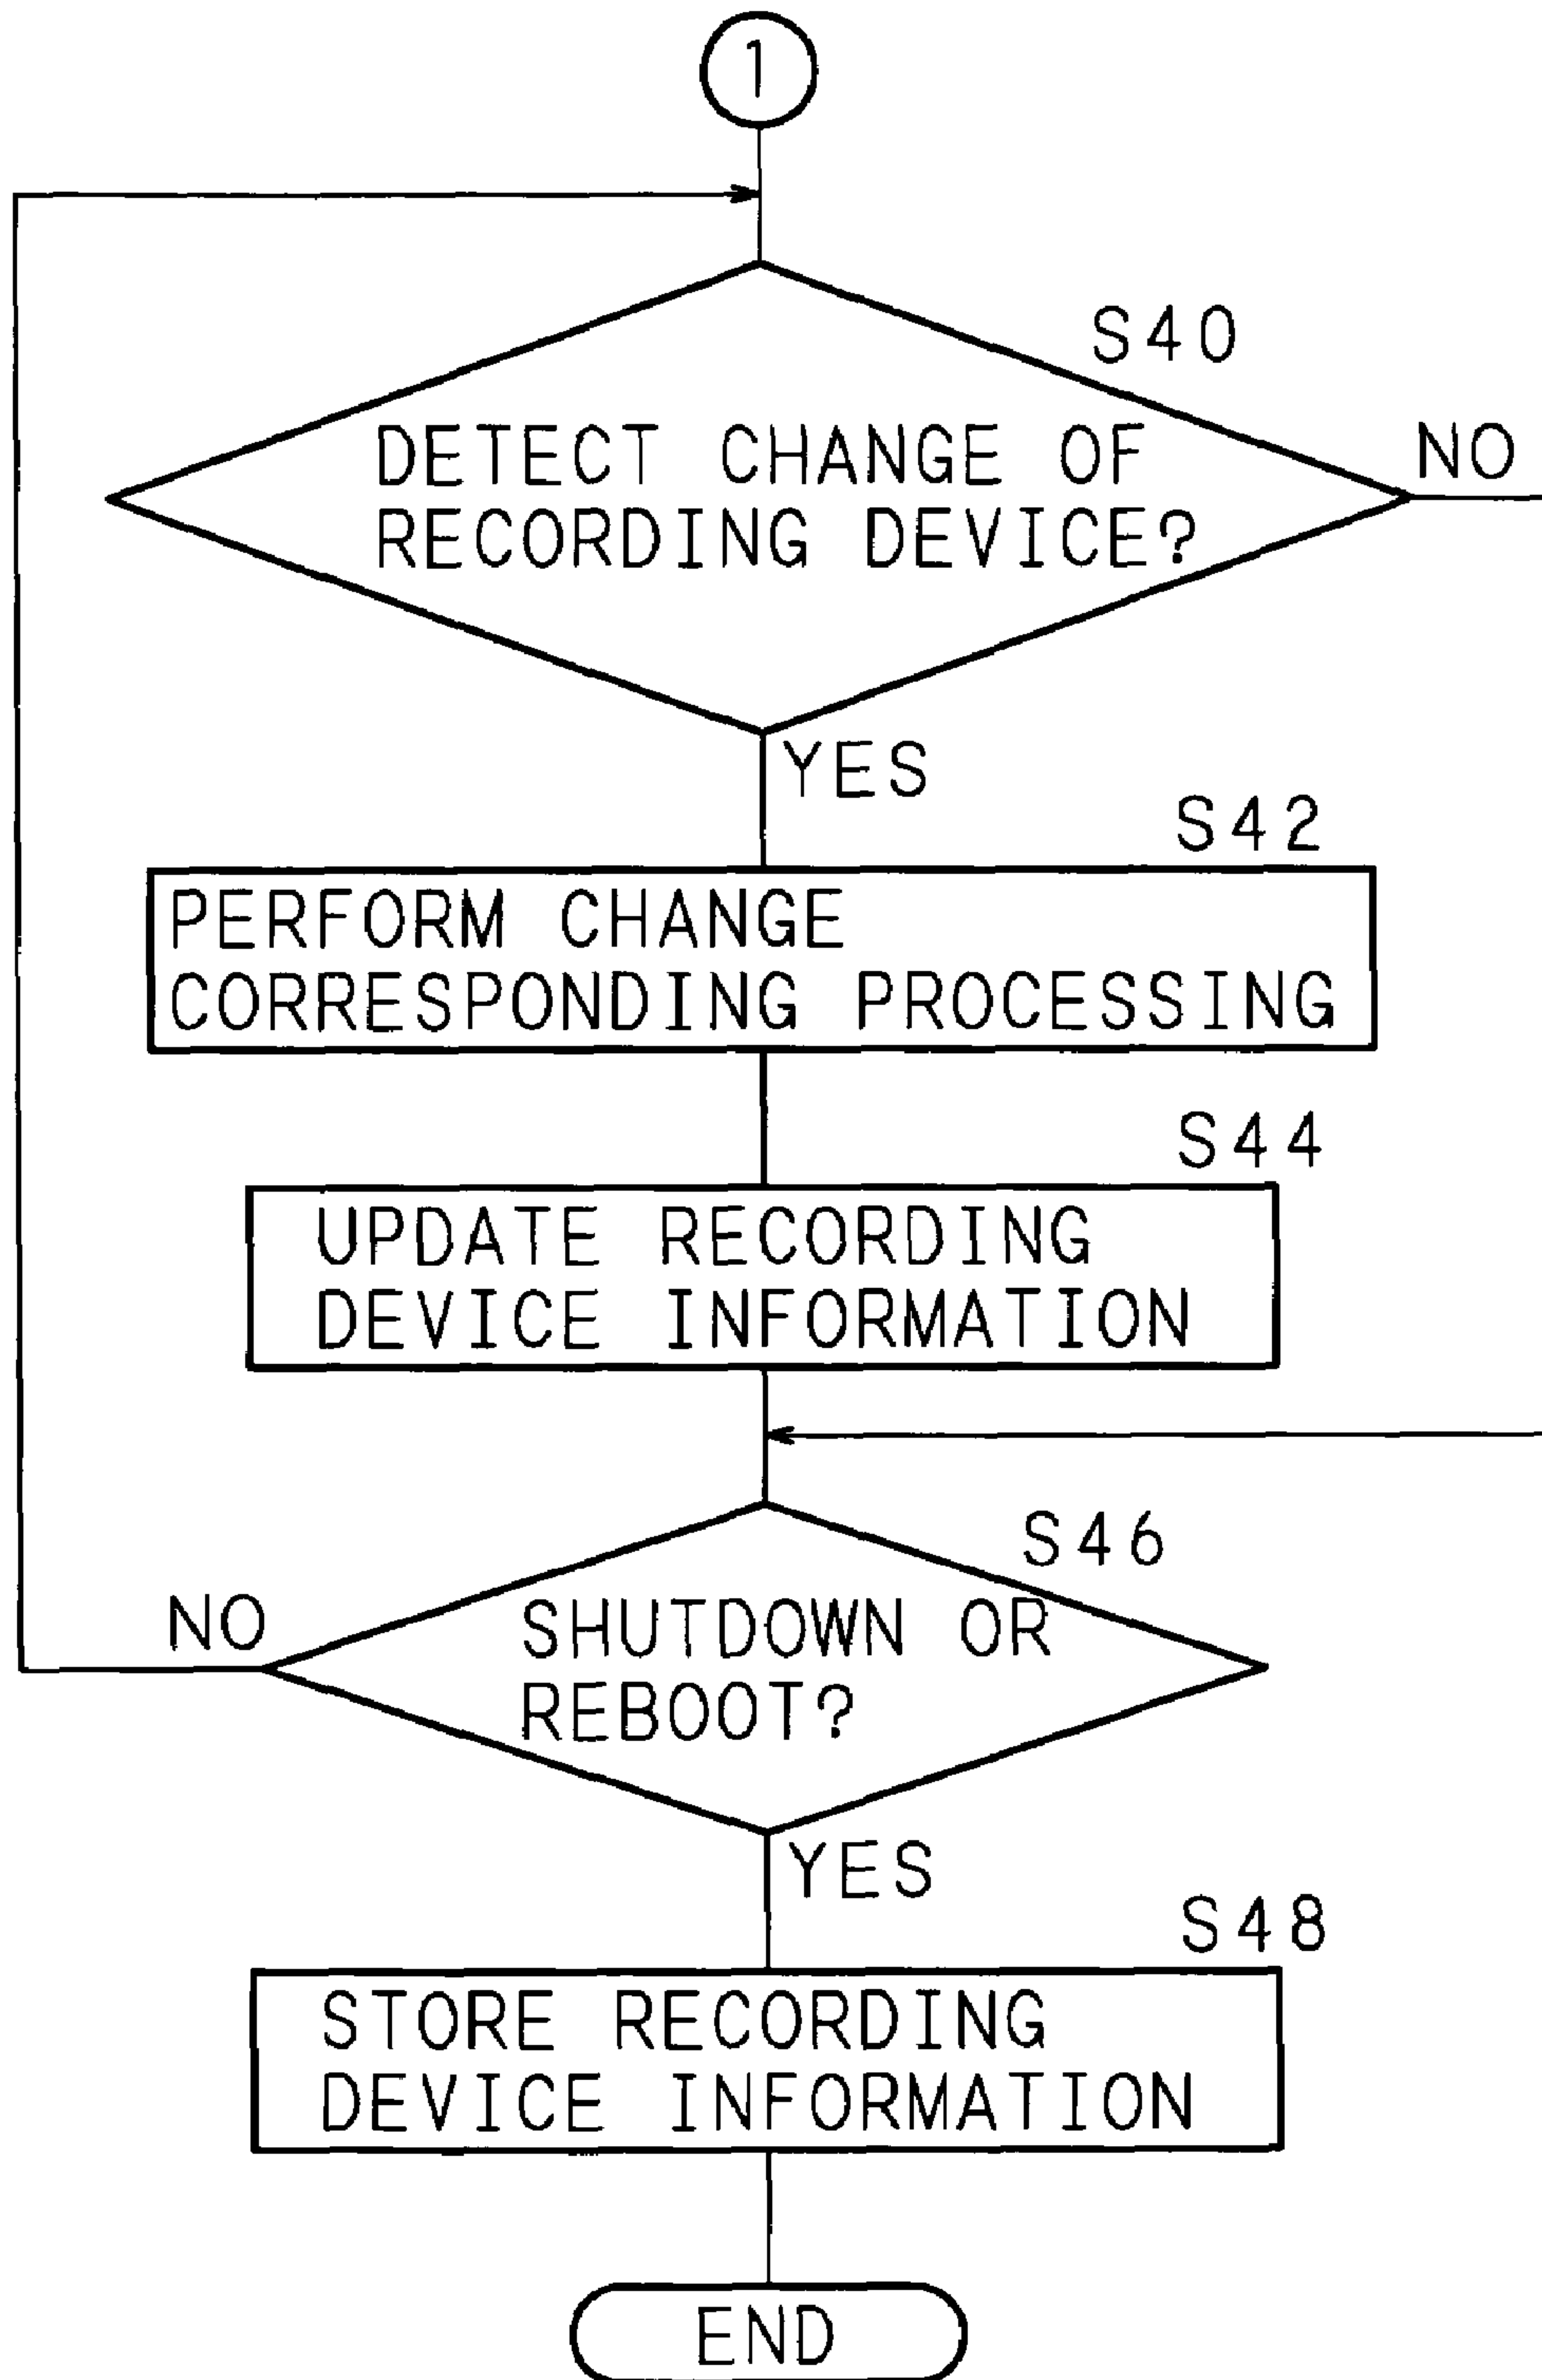 1
S40
DETECT CHANGE OF
RECORDING DEVICE?
NO
YES
S42
PERFORM CHANGE
CORRESPONDING PROCESSING
S44
UPDATE RECORDING
DEVICE INFORMATION
S46
NO
SHUTDOWN OR
REBOOT?
YES
S48
STORE RECORDING
DEVICE INFORMATION
END